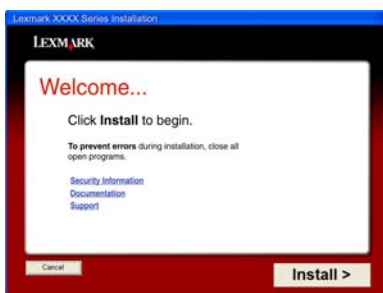 Lexmark XXXX Series Installation
LEXMARK
Welcome...
Click Install to begin.
To prevent errors during installation, close all
open programs.
Security Information
Documentation
Support
Cancel
Install >